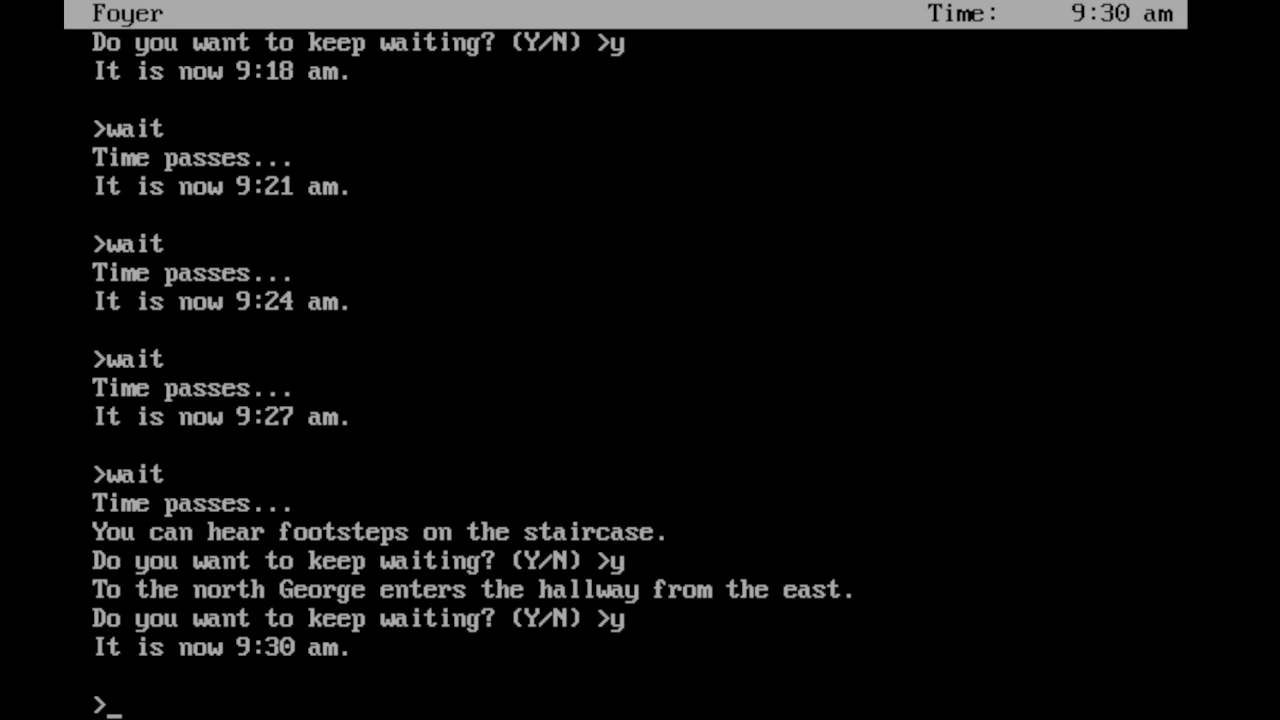 Foyer Time: 9:30 am
Do you want to keep waiting? (Y/N) >y
It is now 9:18 am.
>wait
Time passes...
It is now 9:21 am.
>wait
Time passes...
It is now 9:24 am.
>wait
Time passes...
It is now 9:27 am.
>wait
Time passes...
You can hear footsteps on the staircase.
Do you want to keep waiting? (Y/N) >y
To the north George enters the hallway from the east.
Do you want to keep waiting? (Y/N) >y
It is now 9:30 am.
>_